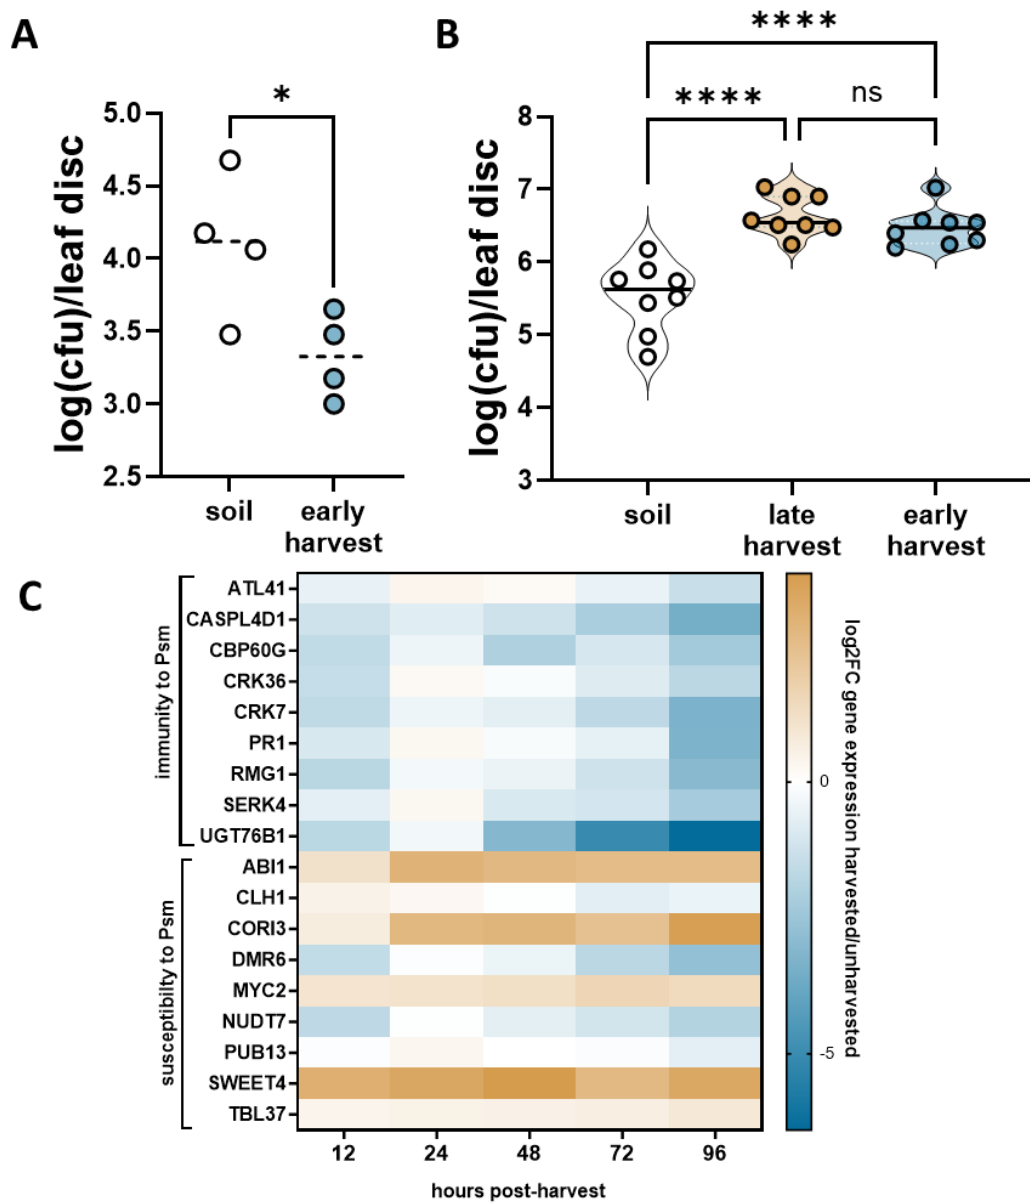 A
*
log(cfu)/leaf disc
5.0
4.5
4.0
3.5
3.0
2.5
soil
early
harvest
B
****
****
ns
log(cfu)/leaf disc
8
7
6
5
4
3
soil
late
harvest
early
harvest
C
immunity to Psm
ATL41
CASPL4D1
CBP60G
CRK36
CRK7
PR1
RMG1
SERK4
UGT76B1
susceptibilty to Psm
ABI1
CLH1
CORI3
DMR6
MYC2
NUDT7
PUB13
SWEET4
TBL37
12
24
48
72
96
hours post-harvest
0
-5
log2FC gene expression harvested/unharvested